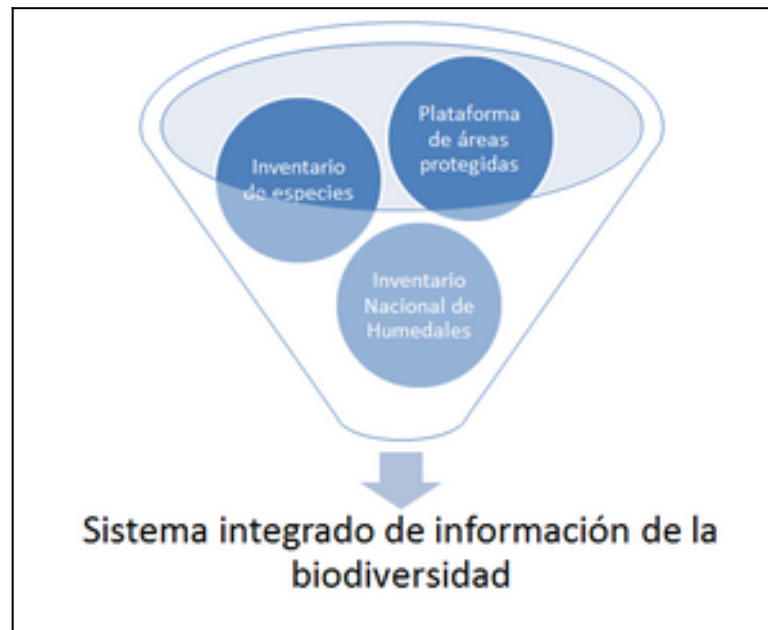 Plataforma
de áreas
protegidas
Inventario
de especies
Inventario
Nacional de
Humedales
Sistema integrado de información de la
biodiversidad